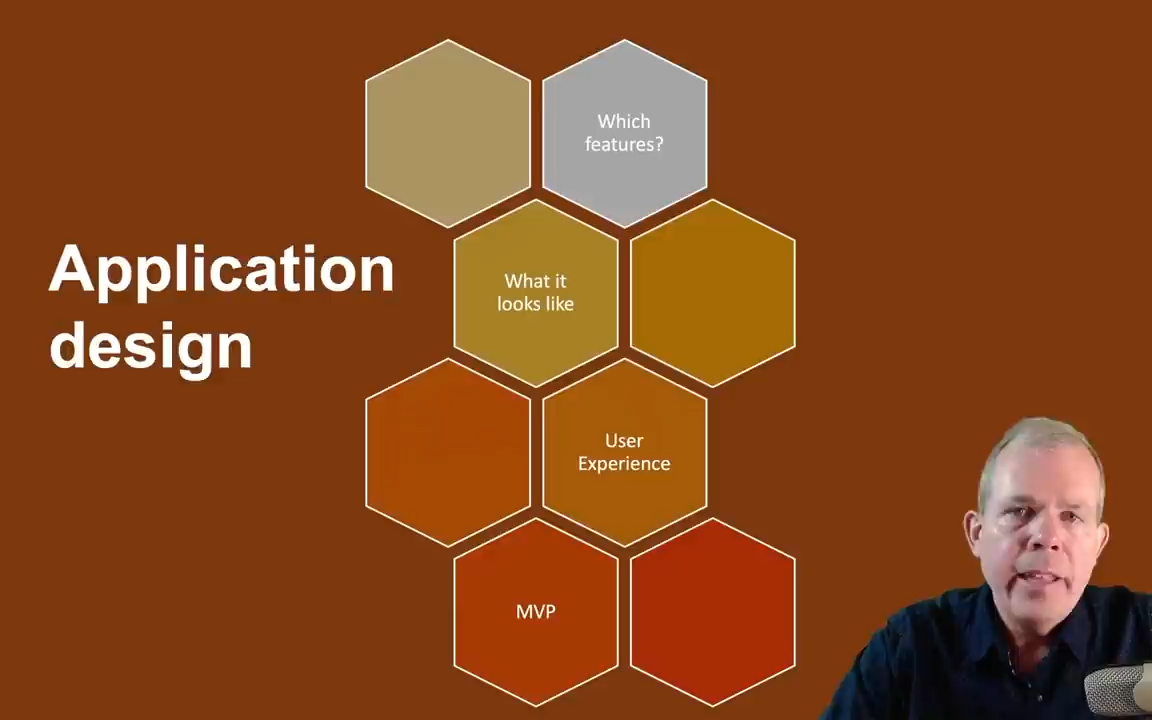 Application
design
Which
features?
What it
looks like
User
Experience
MVP